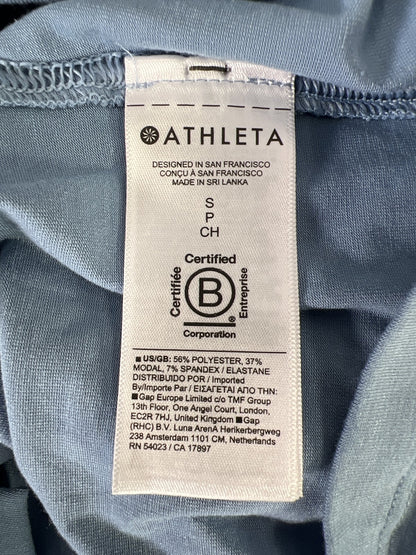 ATHLETA
DESIGNED IN SAN FRANCISCO
CONÇU À SAN FRANCISCO
MADE IN SRI LANKA
S
P
CH
Certified
Certifiée
B
Entreprise
Corporation
■ US/GB: 56% POLYESTER, 37%
MODAL, 7% SPANDEX / ELASTANE
DISTRIBUÍDO POR / Imported
By/Importe Par / ΕΙΣΑΓΕΤΑΙ ΑΠΟ ΤΗΝ:
■ Gap Europe Limited c/o TMF Group
13th Floor, One Angel Court, London,
EC2R 7HJ, United Kingdom ■ Gap
(RHC) B.V. Luna ArenA Herikerbergweg
238 Amsterdam 1101 CM, Netherlands
RN 54023 / CA 17897